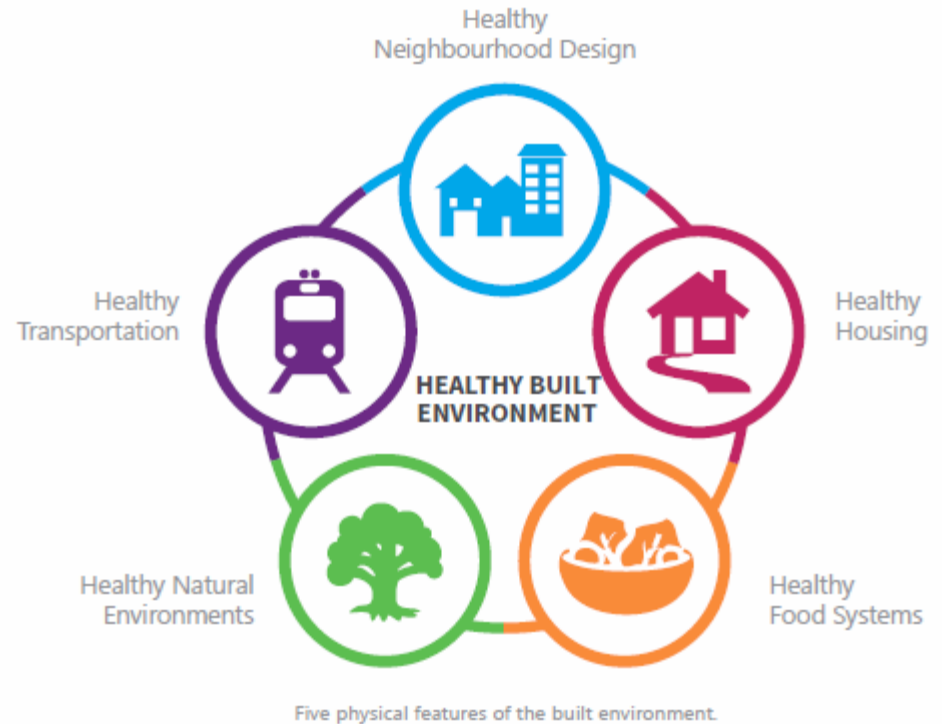 Healthy
Neighbourhood Design
Healthy
Transportation
Healthy
Housing
HEALTHY BUILT
ENVIRONMENT
Healthy Natural
Environments
Healthy
Food Systems
Five physical features of the built environment.